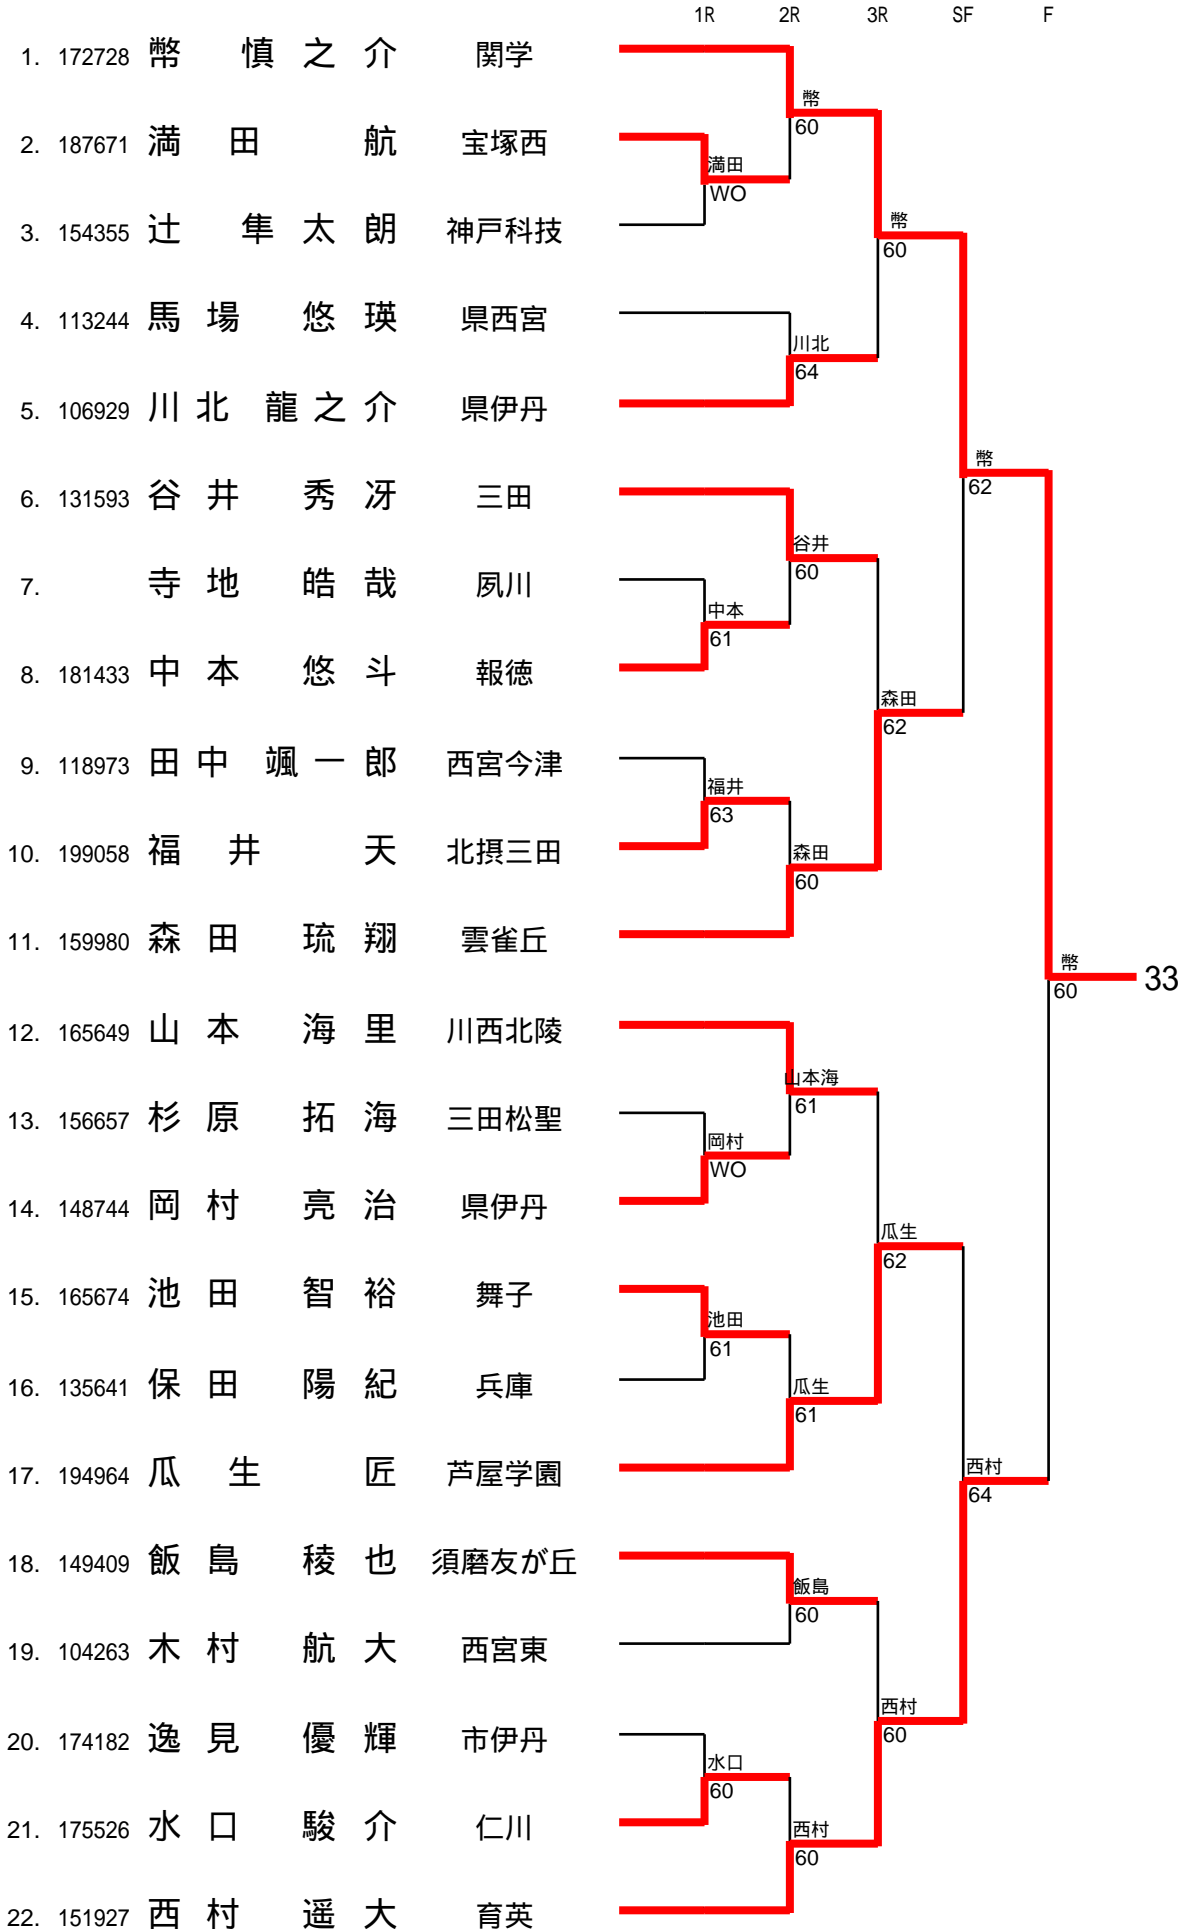 1R 2R 3R SF F
1. 172728 幣 慎之介 関学
幣
60
2. 187671 満田 航 宝塚西
満田
WO
3. 154355 辻 隼太朗 神戸科技
幣
60
4. 113244 馬場 悠瑛 県西宮
川北
64
5. 106929 川北 龍之介 県伊丹
幣
62
6. 131593 谷井 秀冴 三田
谷井
60
7. 寺地 皓哉 夙川
中本
61
8. 181433 中本 悠斗 報徳
森田
62
9. 118973 田中 颯一郎 西宮今津
福井
63
10. 199058 福井 天 北摂三田
森田
60
11. 159980 森田 琉翔 雲雀丘
幣
60
33
12. 165649 山本 海里 川西北陵
山本海
61
13. 156657 杉原 拓海 三田松聖
岡村
WO
14. 148744 岡村 亮治 県伊丹
瓜生
62
15. 165674 池田 智裕 舞子
池田
61
16. 135641 保田 陽紀 兵庫
瓜生
61
17. 194964 瓜生 匠 芦屋学園
西村
64
18. 149409 飯島 稜也 須磨友が丘
飯島
60
19. 104263 木村 航大 西宮東
西村
60
20. 174182 逸見 優輝 市伊丹
水口
60
21. 175526 水口 駿介 仁川
西村
60
22. 151927 西村 遥大 育英